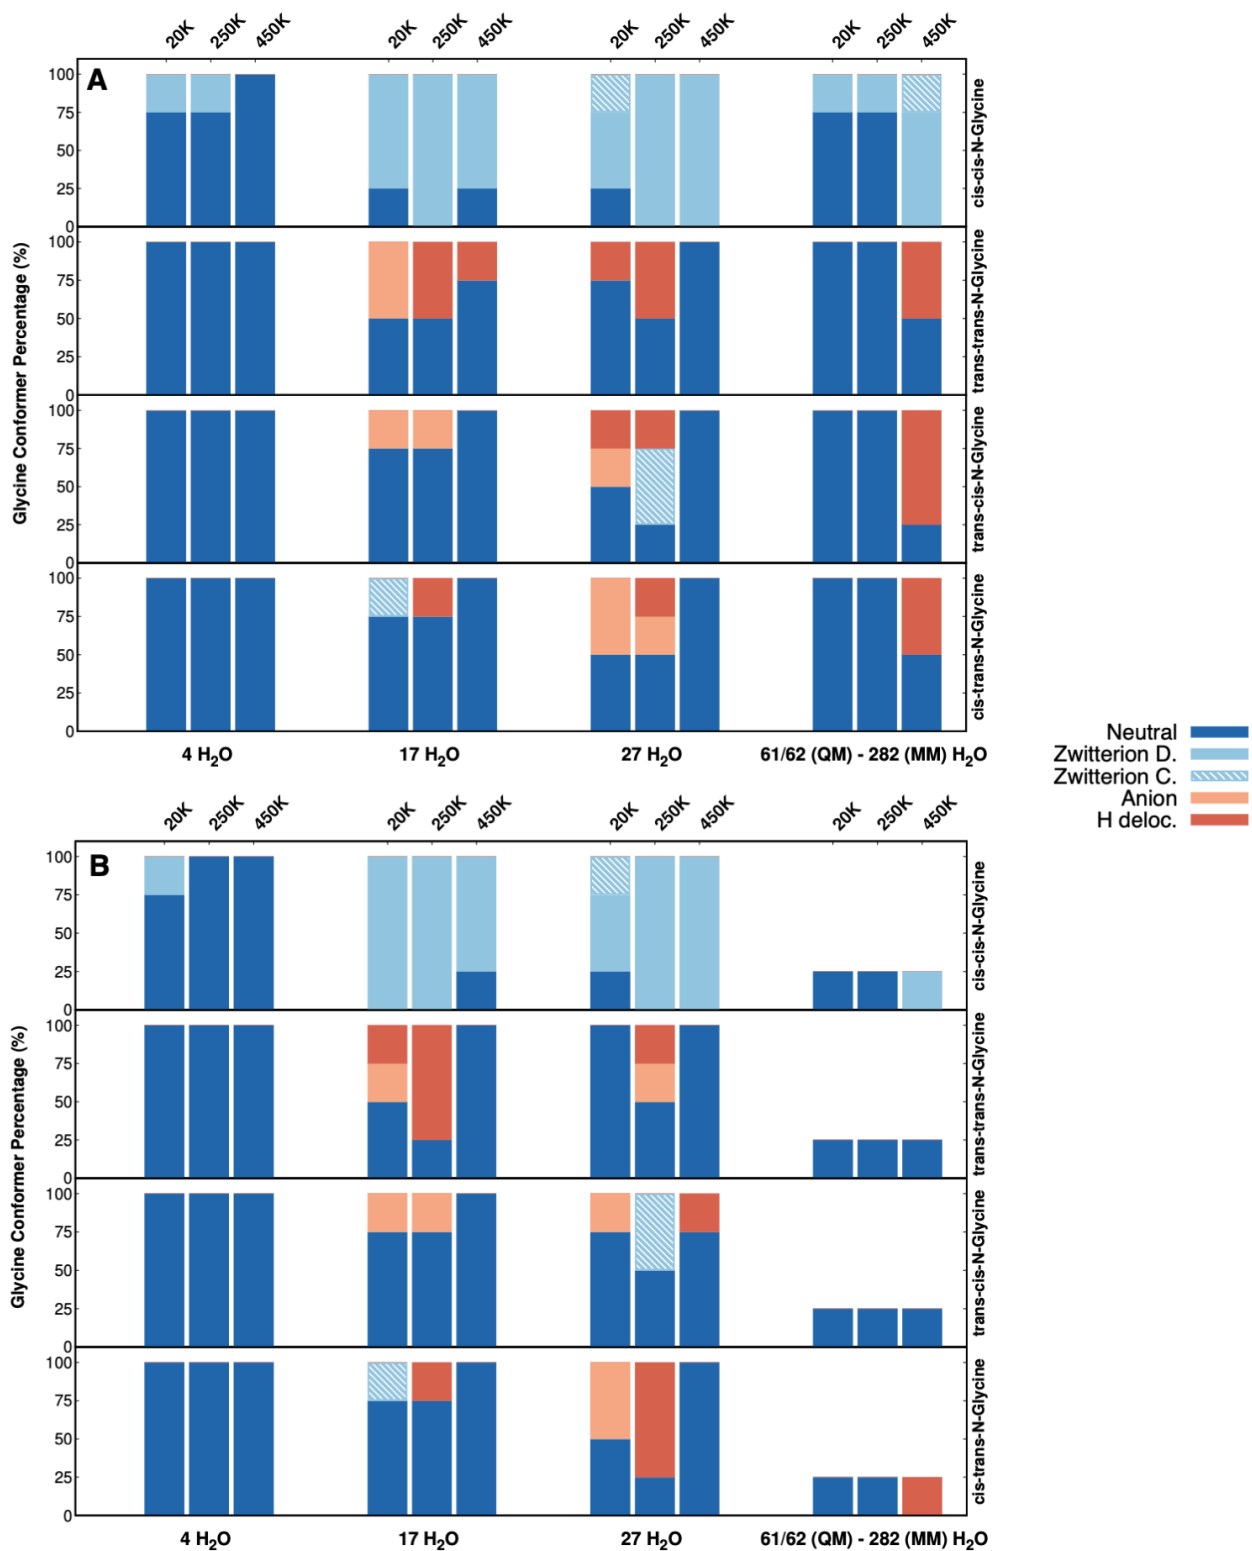 20K 250K 450K 20K 250K 450K 20K 250K 450K 20K 250K 450K
A
Glycine Conformer Percentage (%)
100
75
50
25
0
cis-cis-N-Glycine
100
75
50
25
0
trans-trans-N-Glycine
100
75
50
25
0
trans-cis-N-Glycine
100
75
50
25
0
cis-trans-N-Glycine
4 H₂O 17 H₂O 27 H₂O 61/62 (QM) - 282 (MM) H₂O
Neutral
Zwitterion D.
Zwitterion C.
Anion
H deloc.
20K 250K 450K 20K 250K 450K 20K 250K 450K 20K 250K 450K
B
Glycine Conformer Percentage (%)
100
75
50
25
0
cis-cis-N-Glycine
100
75
50
25
0
trans-trans-N-Glycine
100
75
50
25
0
trans-cis-N-Glycine
100
75
50
25
0
cis-trans-N-Glycine
4 H₂O 17 H₂O 27 H₂O 61/62 (QM) - 282 (MM) H₂O